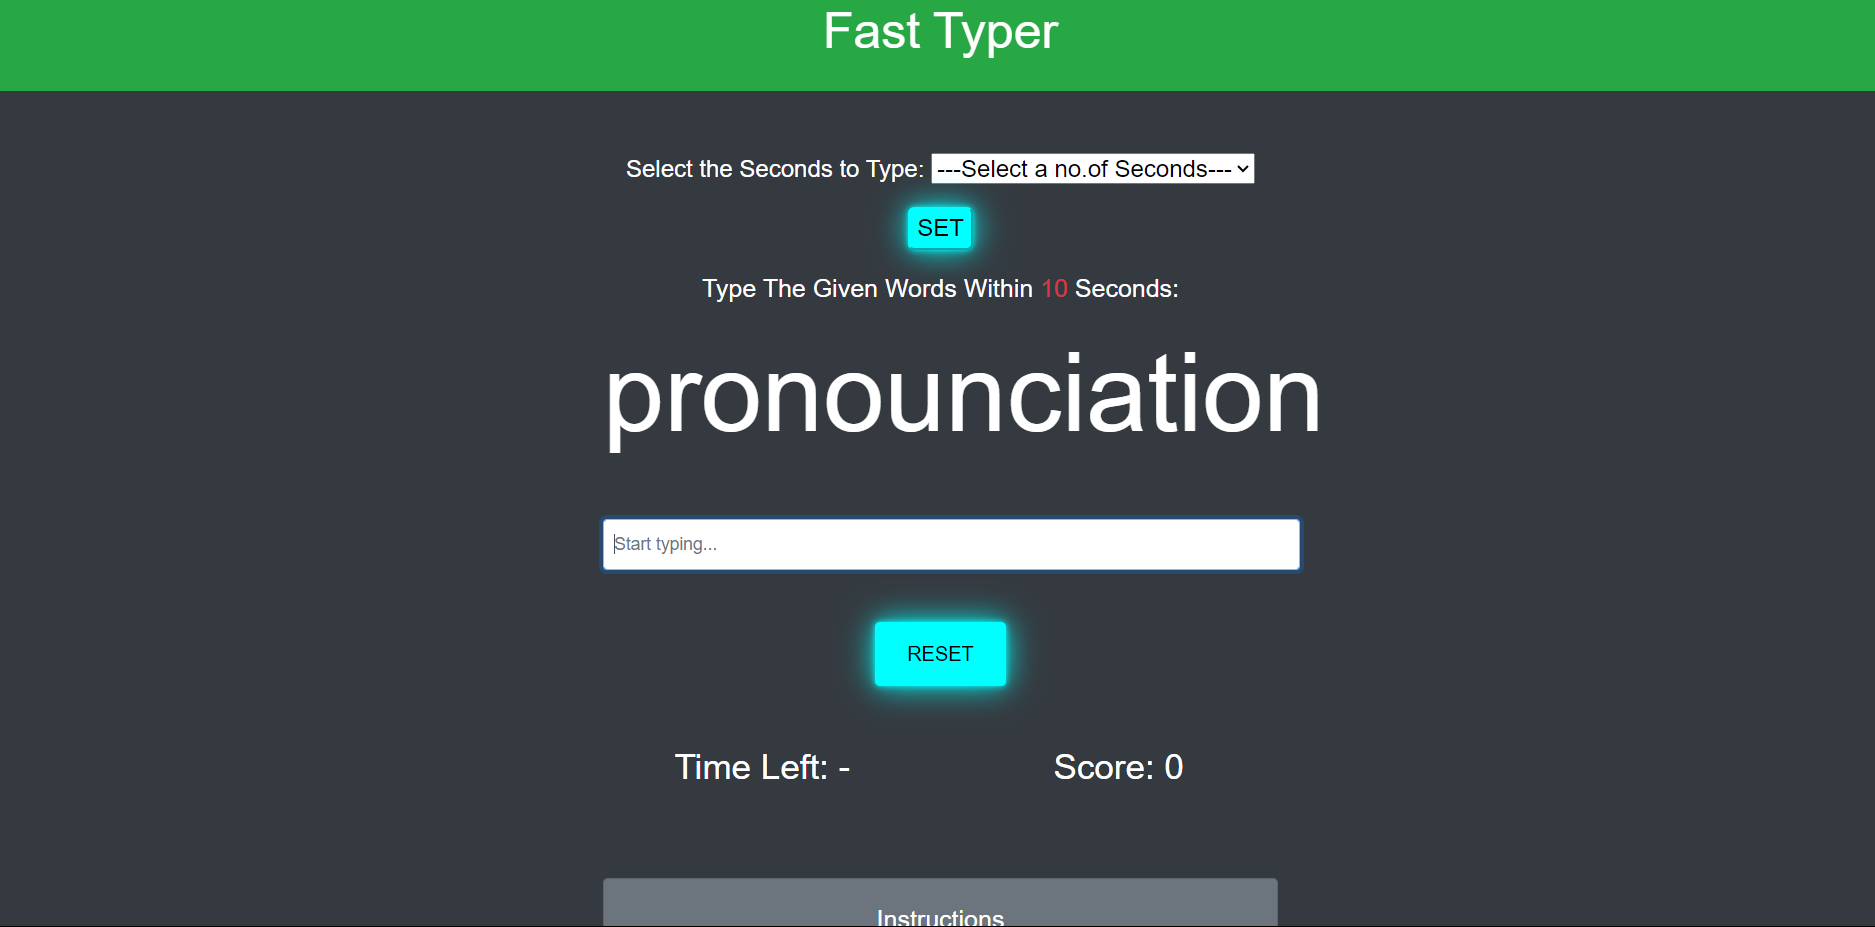 Fast Typer
Select the Seconds to Type: ---Select a no.of Seconds---
SET
Type The Given Words Within 10 Seconds:
pronounciation
Start typing...
RESET
Time Left: - Score: 0
Instructions